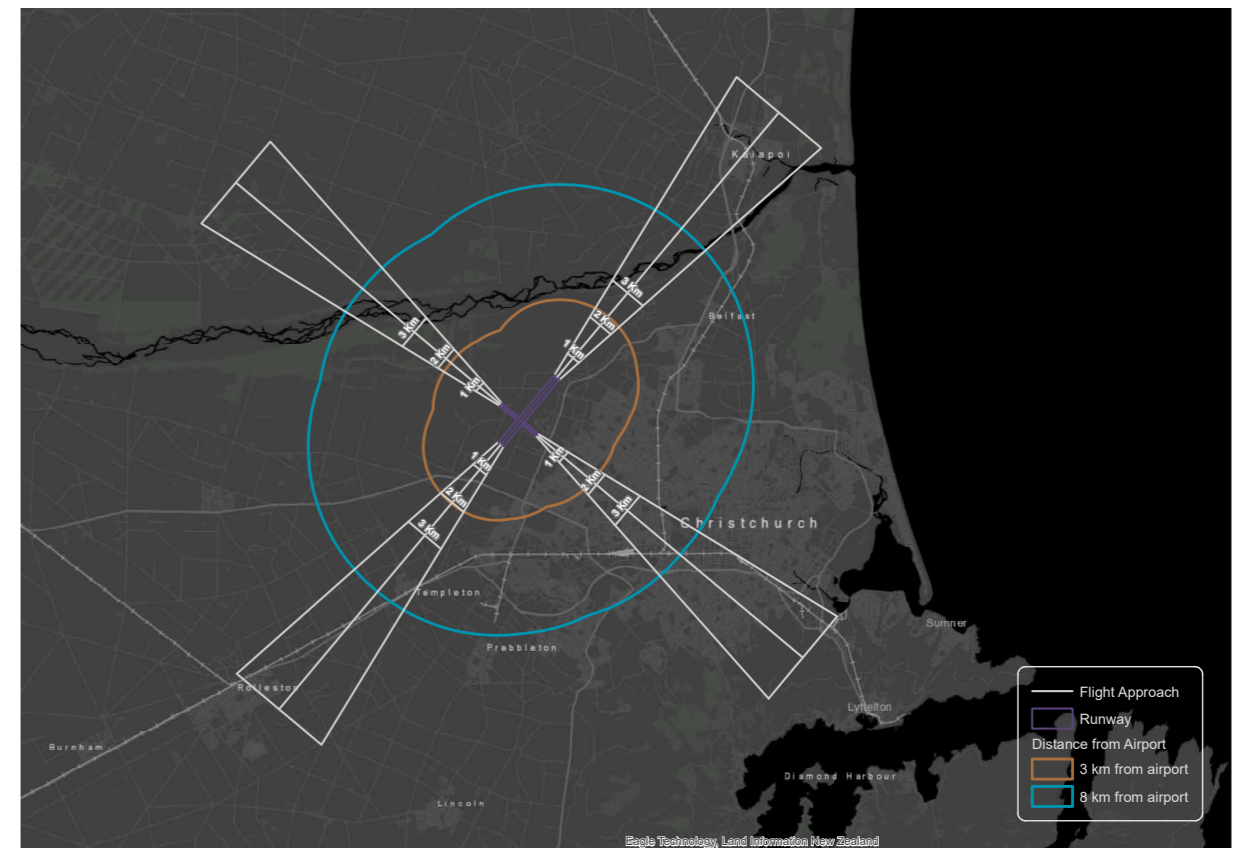 Kaiapoi
3 Km
Belfast
2 Km
1 Km
3 Km
2 Km
1 Km
1 Km
2 Km
3 Km
1 Km
2 Km
3 Km
Christchurch
Templeton
Sumner
Prebbleton
Rolleston
Lyttelton
Burnham
Diamond Harbour
Lincoln
Flight Approach
Runway
Distance from Airport
3 km from airport
8 km from airport
Eagle Technology, Land Information New Zealand